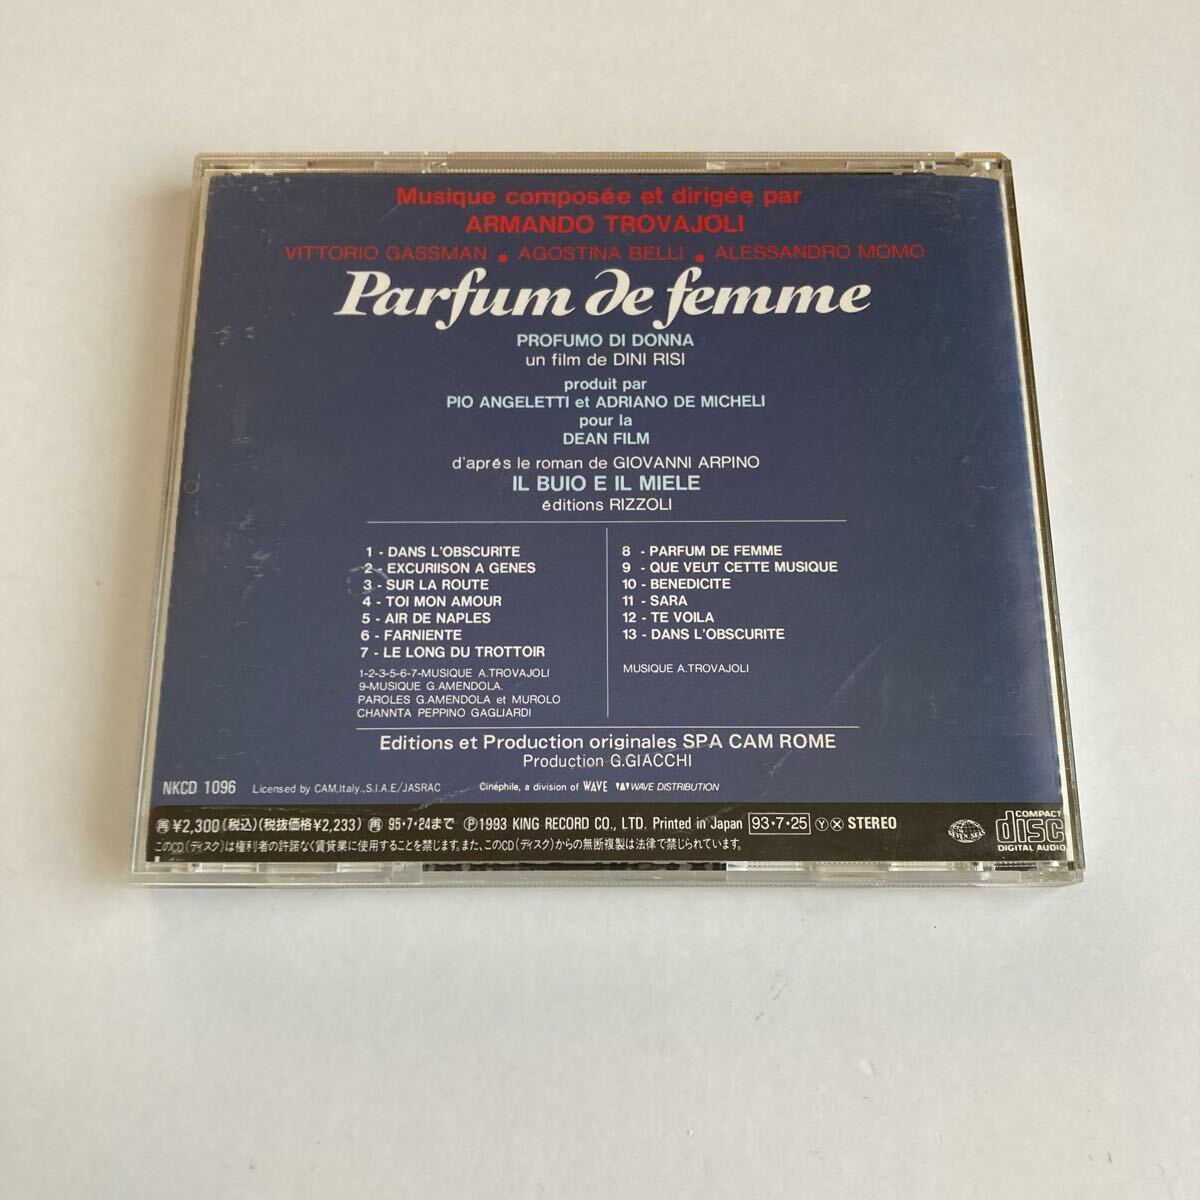 Musique composée et dirigée par
ARMANDO TROVAJOLI
VITTORIO GASSMAN • AGOSTINA BELLI • ALESSANDRO MOMO
Parfum de femme
PROFUMO DI DONNA
un film de DINI RISI
produit par
PIO ANGELETTI et ADRIANO DE MICHELI
pour la
DEAN FILM
d'aprés le roman de GIOVANNI ARPINO
IL BUIO E IL MIELE
éditions RIZZOLI
1 - DANS L'OBSCURITE
2 - EXCURIISON A GENES
3 - SUR LA ROUTE
4 - TOI MON AMOUR
5 - AIR DE NAPLES
6 - FARNIENTE
7 - LE LONG DU TROTTOIR
1-2-3-5-6-7-MUSIQUE A.TROVAJOLI
9-MUSIQUE G.AMENDOLA.
PAROLES G.AMENDOLA et MUROLO
CHANNTA PEPPINO GAGLIARDI
8 - PARFUM DE FEMME
9 - QUE VEUT CETTE MUSIQUE
10 - BENEDICITE
11 - SARA
12 - TE VOILA
13 - DANS L'OBSCURITE
MUSIQUE A.TROVAJOLI
Editions et Production originales SPA CAM ROME
Production G.GIACCHI
NKCD 1096 Licensed by CAM,Italy.,S.I.A.E/JASRAC Cinéphile, a division of WAVE WAVE DISTRIBUTION
再 ¥2,300(税込)(税抜価格¥2,233) 再 95・7・24まで Ⓟ1993 KING RECORD CO., LTD. Printed in Japan 93・7・25 Ⓨ Ⓧ STEREO
このCD(ディスク)は権利者の許諾なく賃貸業に使用することを禁じます。また、このCD(ディスク)からの無断複製は法律で禁じられています。
SEVEN SEAS
COMPACT
disc
DIGITAL AUDIO